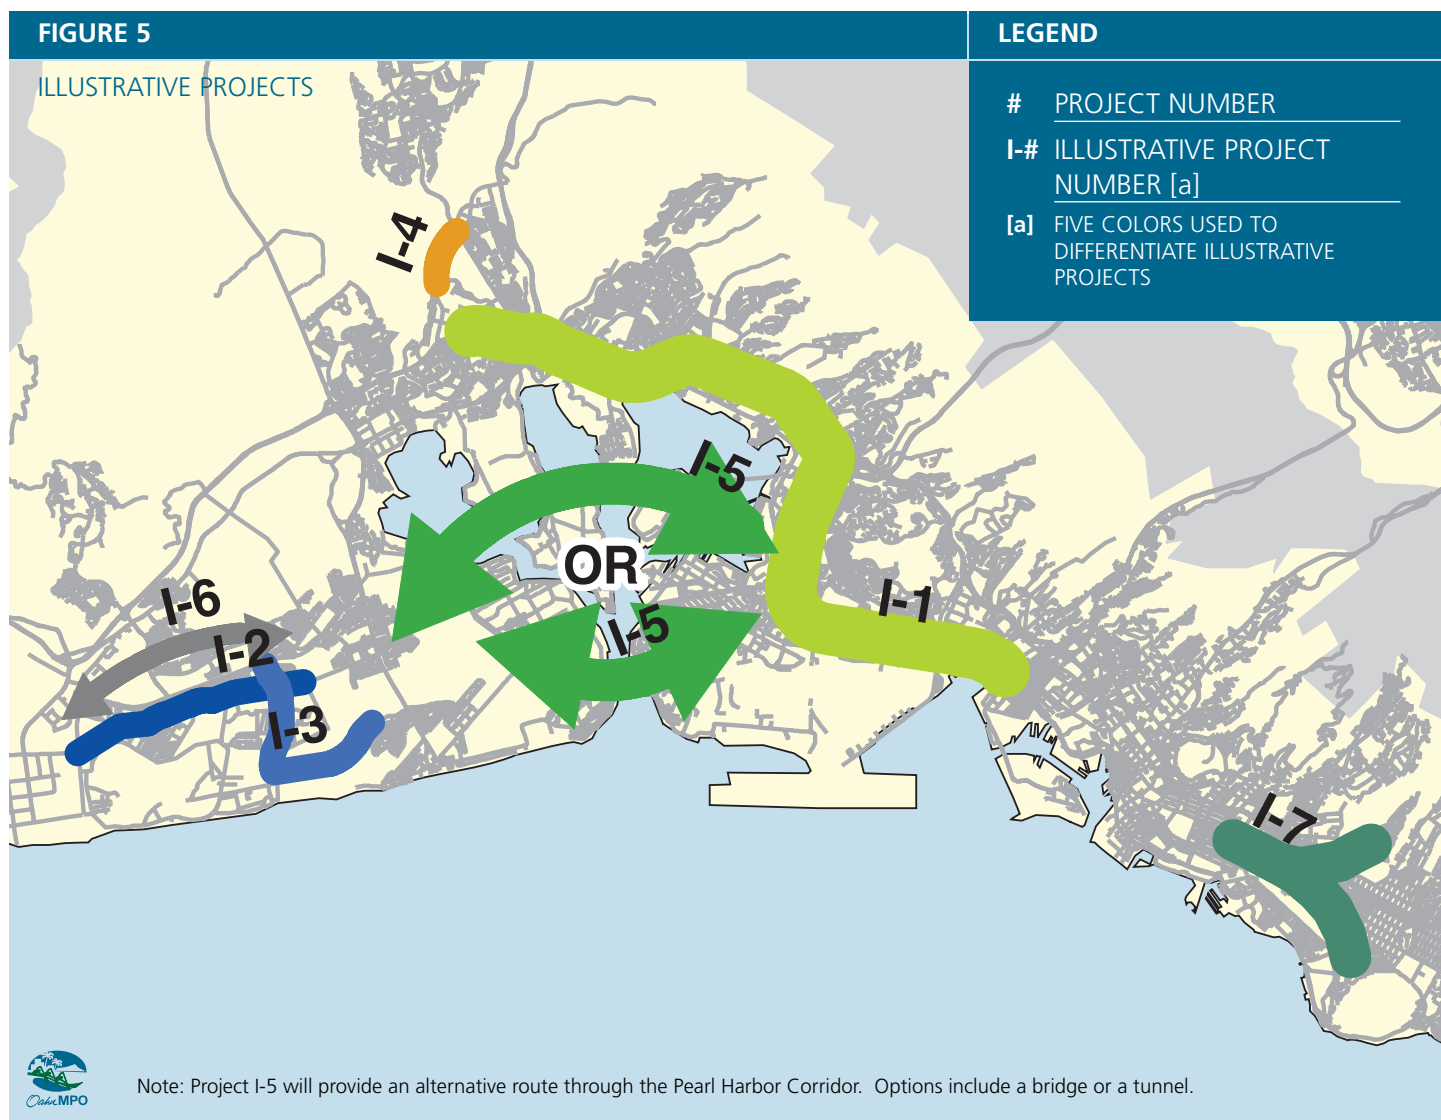 FIGURE 5
LEGEND
ILLUSTRATIVE PROJECTS
# PROJECT NUMBER
I-# ILLUSTRATIVE PROJECT
NUMBER [a]
[a] FIVE COLORS USED TO
DIFFERENTIATE ILLUSTRATIVE
PROJECTS
I-4
I-5
OR
I-6
I-1
I-2
I-5
I-3
I-7
Note: Project I-5 will provide an alternative route through the Pearl Harbor Corridor. Options include a bridge or a tunnel.
OahuMPO